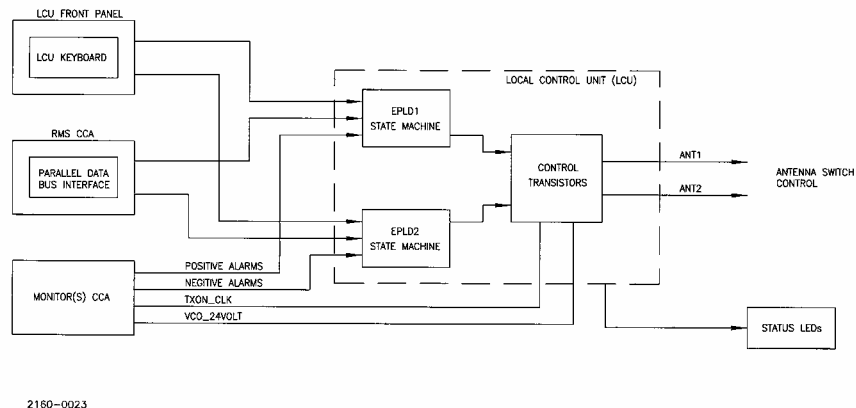 LCU FRONT PANEL
LCU KEYBOARD
RMS CCA
PARALLEL DATA
BUS INTERFACE
MONITOR(S) CCA
POSITIVE ALARMS
NEGITIVE ALARMS
TXON_CLK
VCO_24VOLT
LOCAL CONTROL UNIT (LCU)
EPLD1
STATE MACHINE
EPLD2
STATE MACHINE
CONTROL
TRANSISTORS
ANT1
ANT2
ANTENNA SWITCH
CONTROL
STATUS LEDs
2160-0023